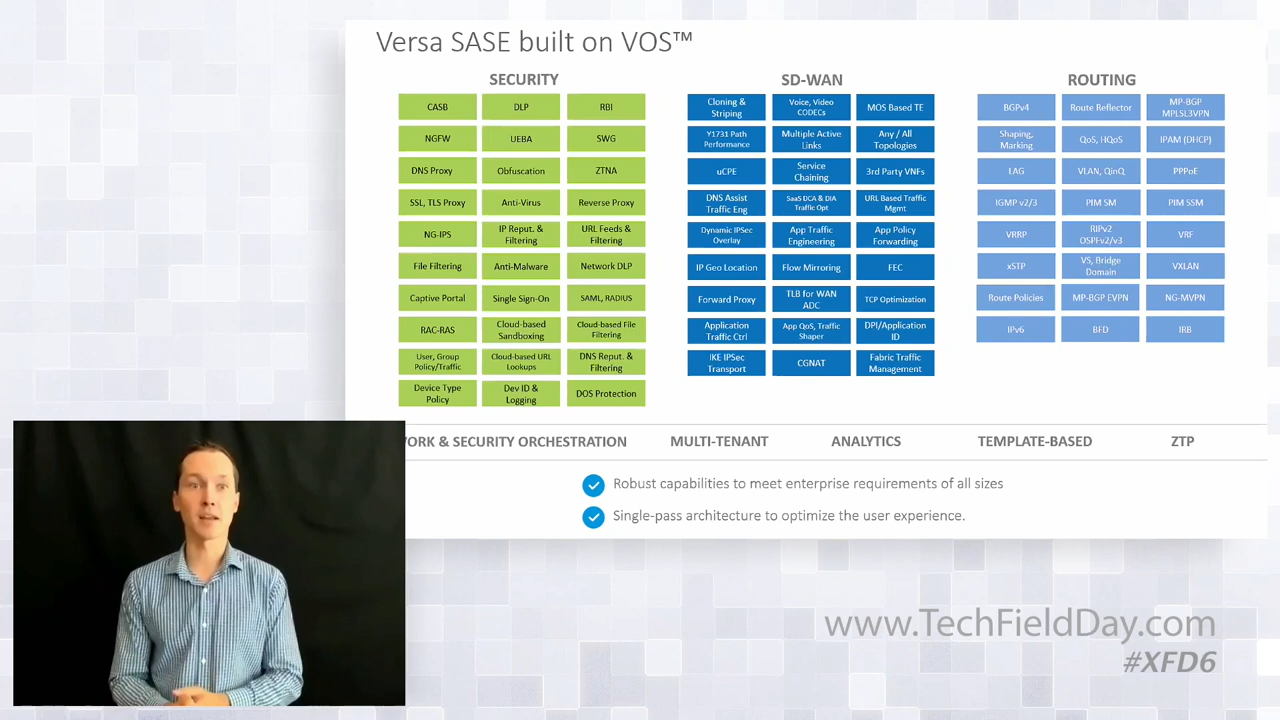 Versa SASE built on VOS™
SECURITY
CASB
DLP
RBI
NGFW
UEBA
SWG
DNS Proxy
Obfuscation
ZTNA
SSL, TLS Proxy
Anti-Virus
Reverse Proxy
NG-IPS
IP Reput. &
Filtering
URL Feeds &
Filtering
File Filtering
Anti-Malware
Network DLP
Captive Portal
Single Sign-On
SAML, RADIUS
RAC-RAS
Cloud-based
Sandboxing
Cloud-based File
Filtering
User, Group
Policy/Traffic
Cloud-based URL
Lookups
DNS Reput. &
Filtering
Device Type
Policy
Dev ID &
Logging
DOS Protection
SD-WAN
Cloning &
Striping
Voice, Video
CODECs
MOS Based TE
Y1731 Path
Performance
Multiple Active
Links
Any / All
Topologies
uCPE
Service
Chaining
3rd Party VNFs
DNS Assist
Traffic Eng
SaaS DCA & DIA
Traffic Opt
URL Based Traffic
Mgmt
Dynamic IPSec
Overlay
App Traffic
Engineering
App Policy
Forwarding
IP Geo Location
Flow Mirroring
FEC
Forward Proxy
TLB for WAN
ADC
TCP Optimization
Application
Traffic Ctrl
App QoS, Traffic
Shaper
DPI/Application
ID
IKE IPSec
Transport
CGNAT
Fabric Traffic
Management
ROUTING
BGPv4
Route Reflector
MP-BGP
MPLSL3VPN
Shaping,
Marking
QoS, HQoS
IPAM (DHCP)
LAG
VLAN, QinQ
PPPoE
IGMP v2/3
PIM SM
PIM SSM
VRRP
RIPv2
OSPFv2/v3
VRF
xSTP
VS, Bridge
Domain
VXLAN
Route Policies
MP-BGP EVPN
NG-MVPN
IPv6
BFD
IRB
WORK & SECURITY ORCHESTRATION
MULTI-TENANT
ANALYTICS
TEMPLATE-BASED
ZTP
Robust capabilities to meet enterprise requirements of all sizes
Single-pass architecture to optimize the user experience.
www.TechFieldDay.com
#XFD6